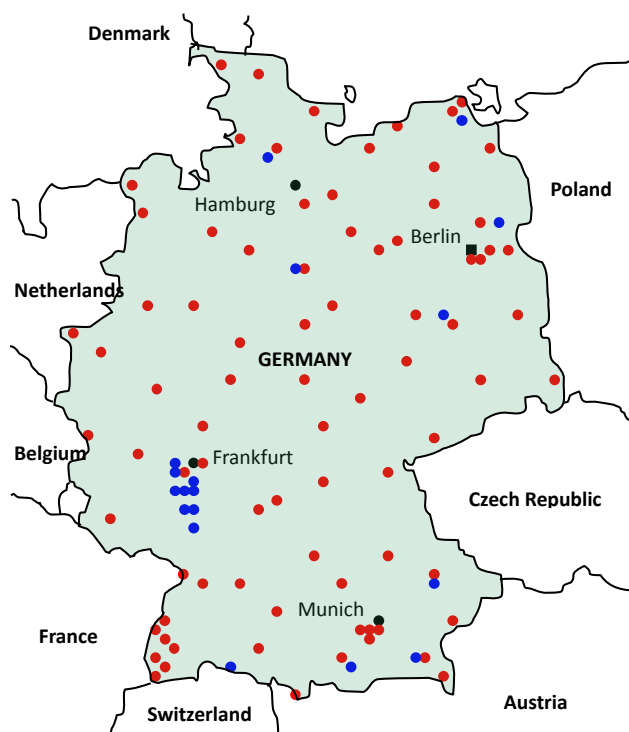 Denmark
Poland
Hamburg
Berlin
Netherlands
GERMANY
Belgium
Frankfurt
Czech Republic
Munich
France
Austria
Switzerland